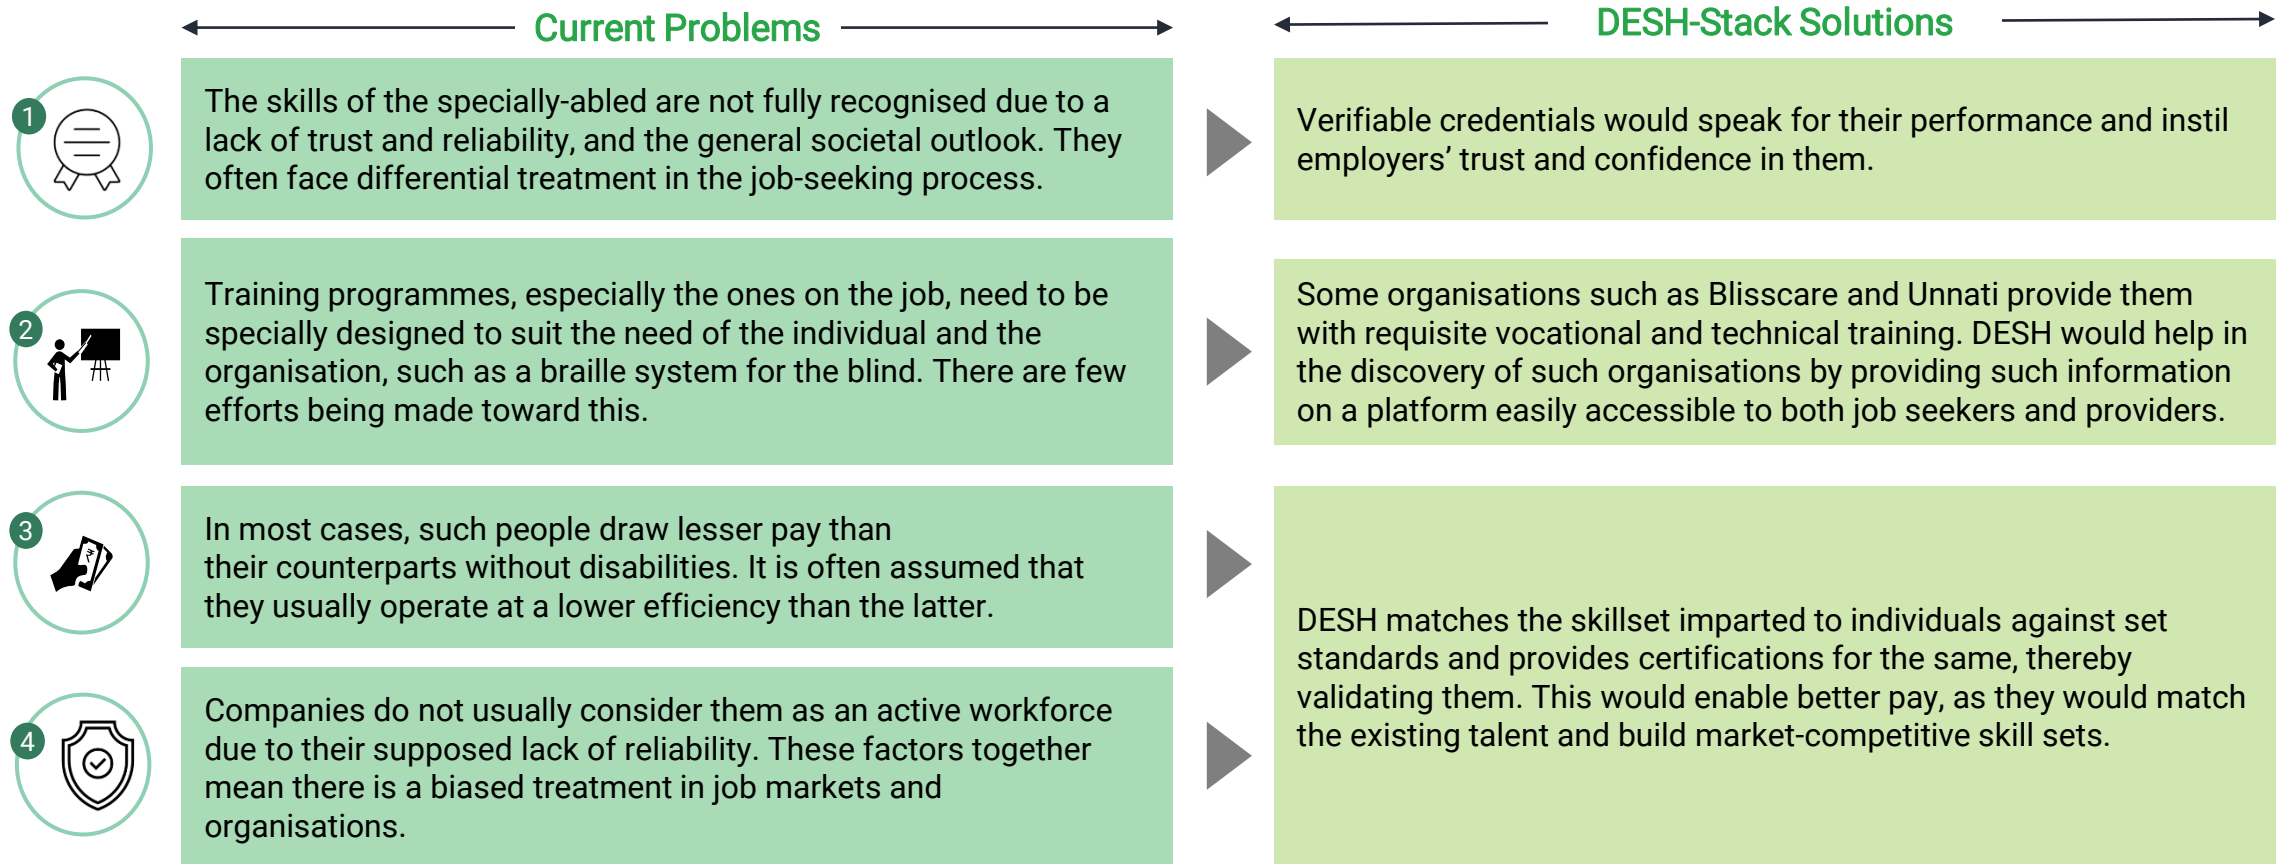 Current Problems
DESH-Stack Solutions
1
The skills of the specially-abled are not fully recognised due to a
lack of trust and reliability, and the general societal outlook. They
often face differential treatment in the job-seeking process.
Verifiable credentials would speak for their performance and instil
employers’ trust and confidence in them.
2
Training programmes, especially the ones on the job, need to be
specially designed to suit the need of the individual and the
organisation, such as a braille system for the blind. There are few
efforts being made toward this.
Some organisations such as Blisscare and Unnati provide them
with requisite vocational and technical training. DESH would help in
the discovery of such organisations by providing such information
on a platform easily accessible to both job seekers and providers.
3
₹
In most cases, such people draw lesser pay than
their counterparts without disabilities. It is often assumed that
they usually operate at a lower efficiency than the latter.
4
Companies do not usually consider them as an active workforce
due to their supposed lack of reliability. These factors together
mean there is a biased treatment in job markets and
organisations.
DESH matches the skillset imparted to individuals against set
standards and provides certifications for the same, thereby
validating them. This would enable better pay, as they would match
the existing talent and build market-competitive skill sets.